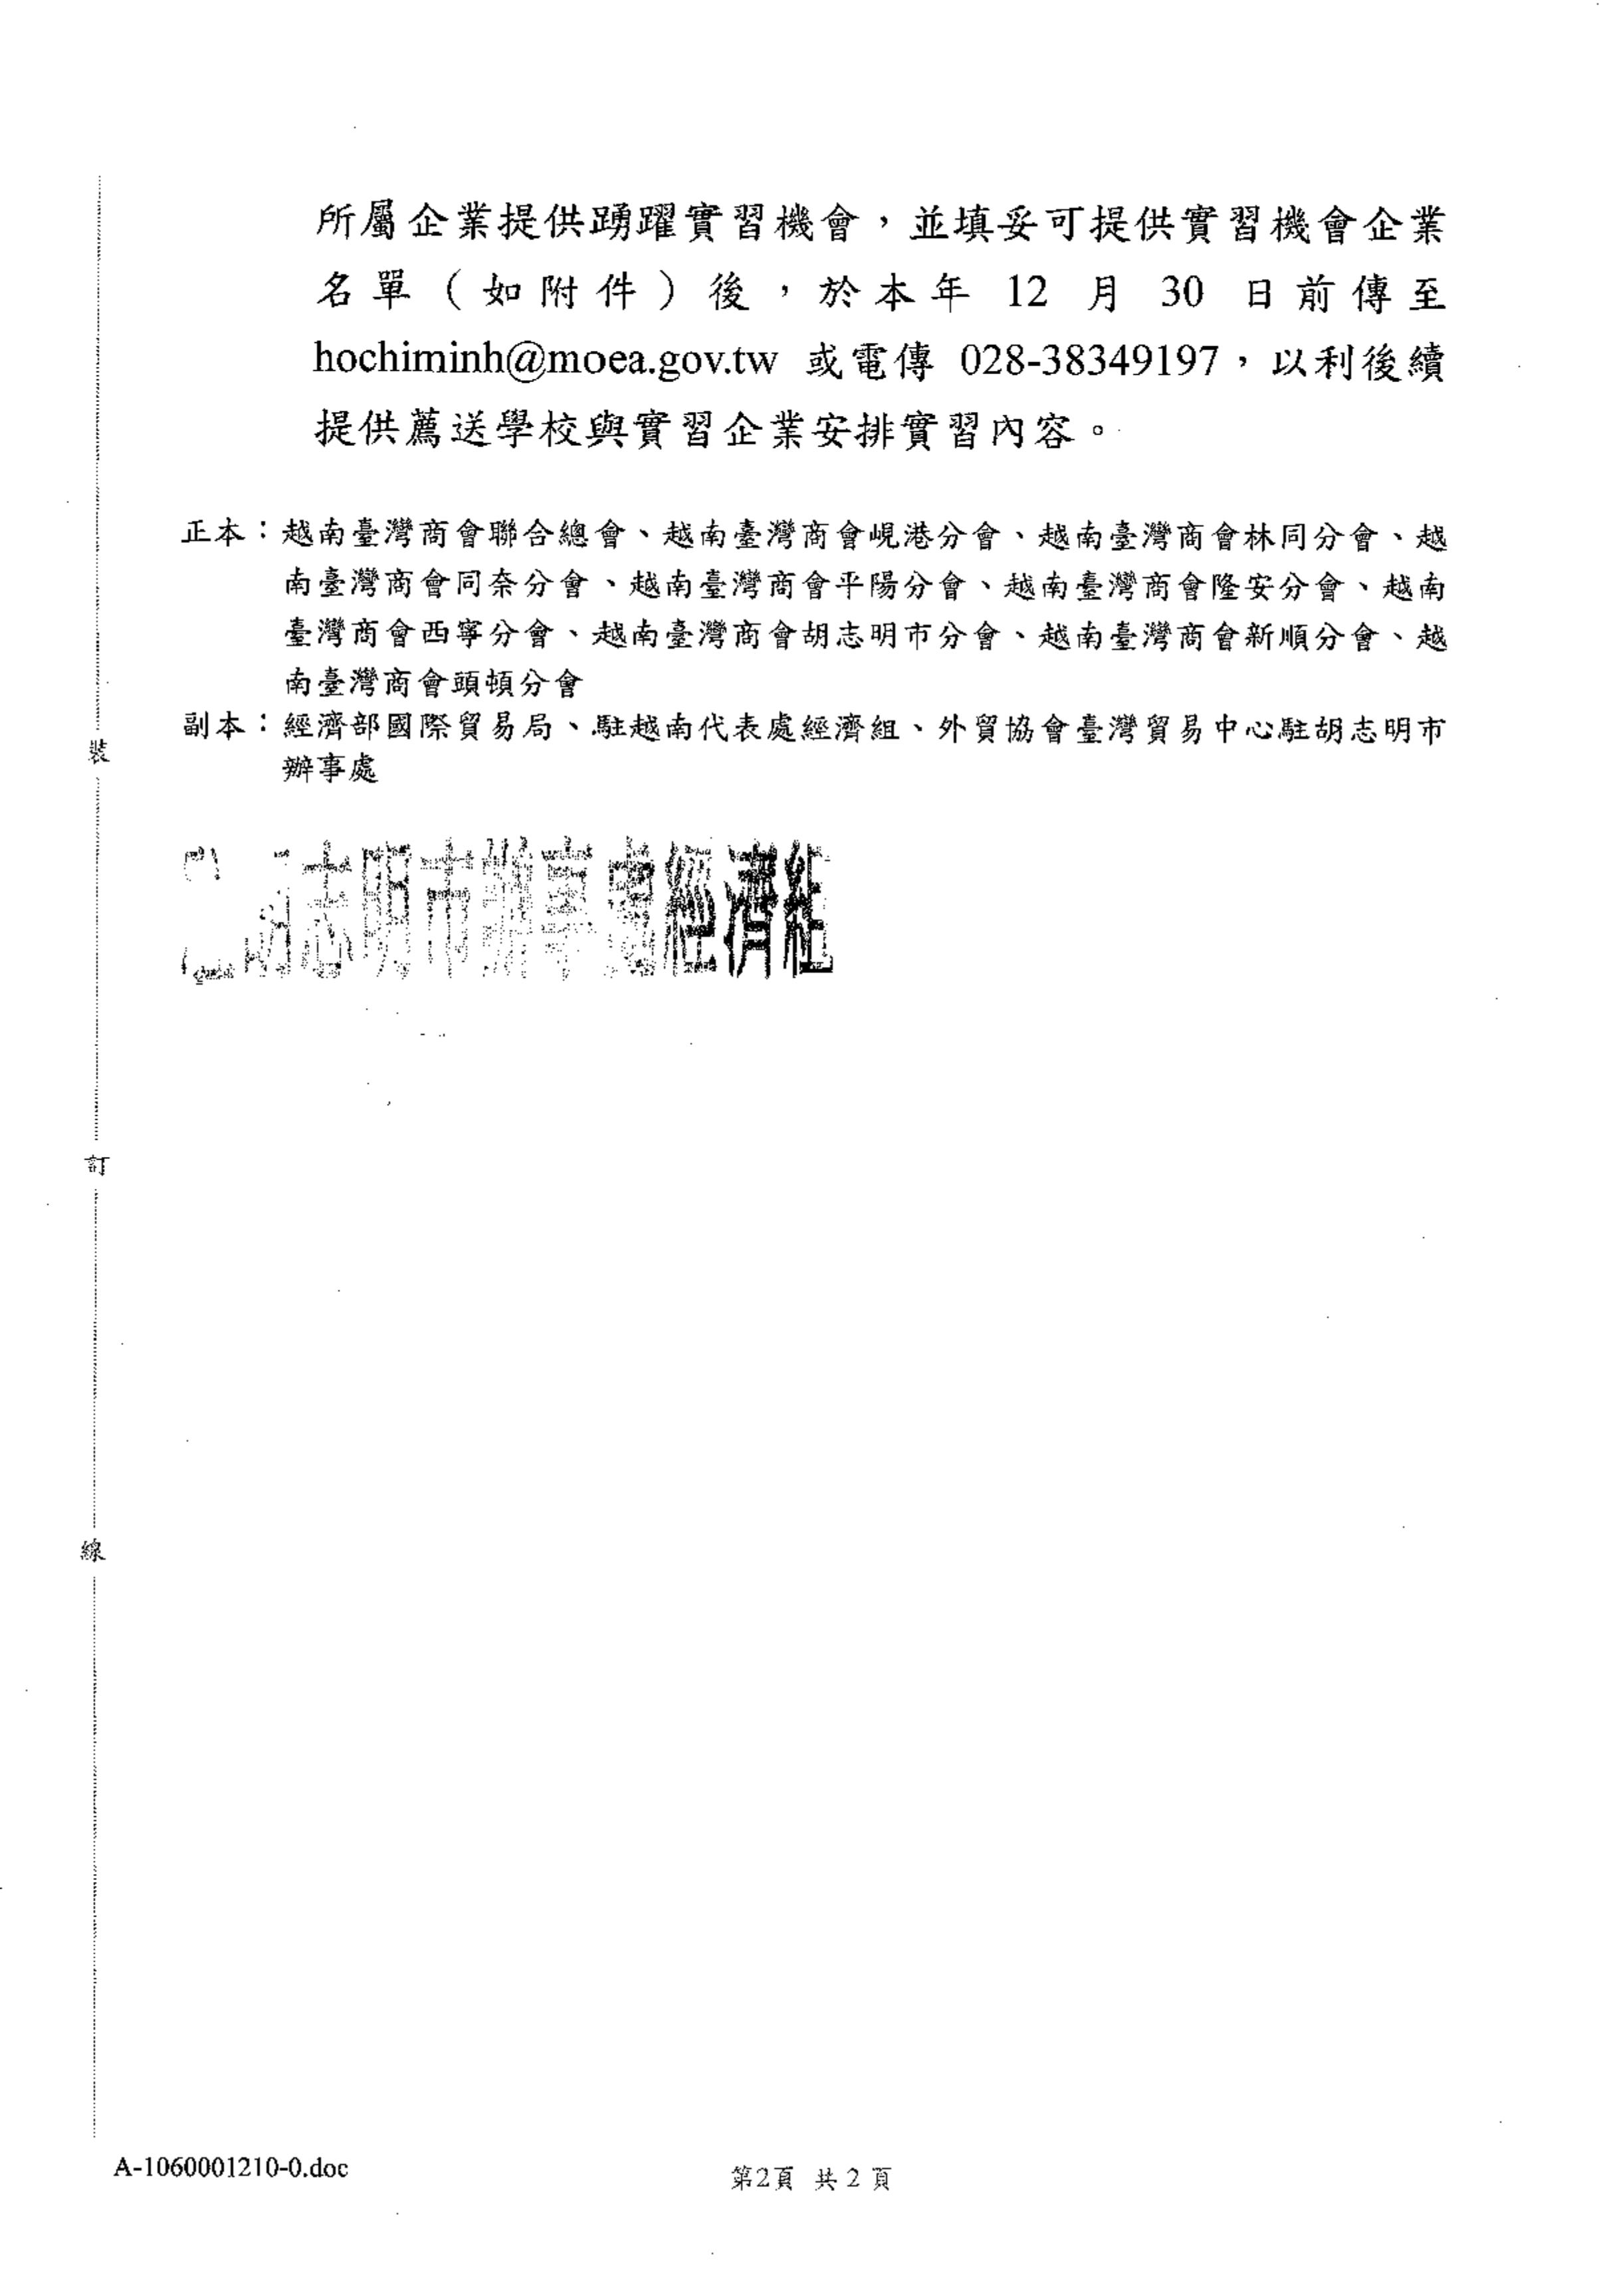 所屬企業提供踴躍實習機會，並填妥可提供實習機會企業
名單（如附件）後，於本年 12 月 30 日前傳至
hochiminh@moea.gov.tw 或電傳 028-38349197，以利後續
提供薦送學校與實習企業安排實習內容。
正本：越南臺灣商會聯合總會、越南臺灣商會峴港分會、越南臺灣商會林同分會、越
南臺灣商會同奈分會、越南臺灣商會平陽分會、越南臺灣商會隆安分會、越南
臺灣商會西寧分會、越南臺灣商會胡志明市分會、越南臺灣商會新順分會、越
南臺灣商會頭頓分會
副本：經濟部國際貿易局、駐越南代表處經濟組、外貿協會臺灣貿易中心駐胡志明市
辦事處
裝
胡志明市辦事處經濟組
訂
線
A-1060001210-0.doc
第2頁 共 2 頁